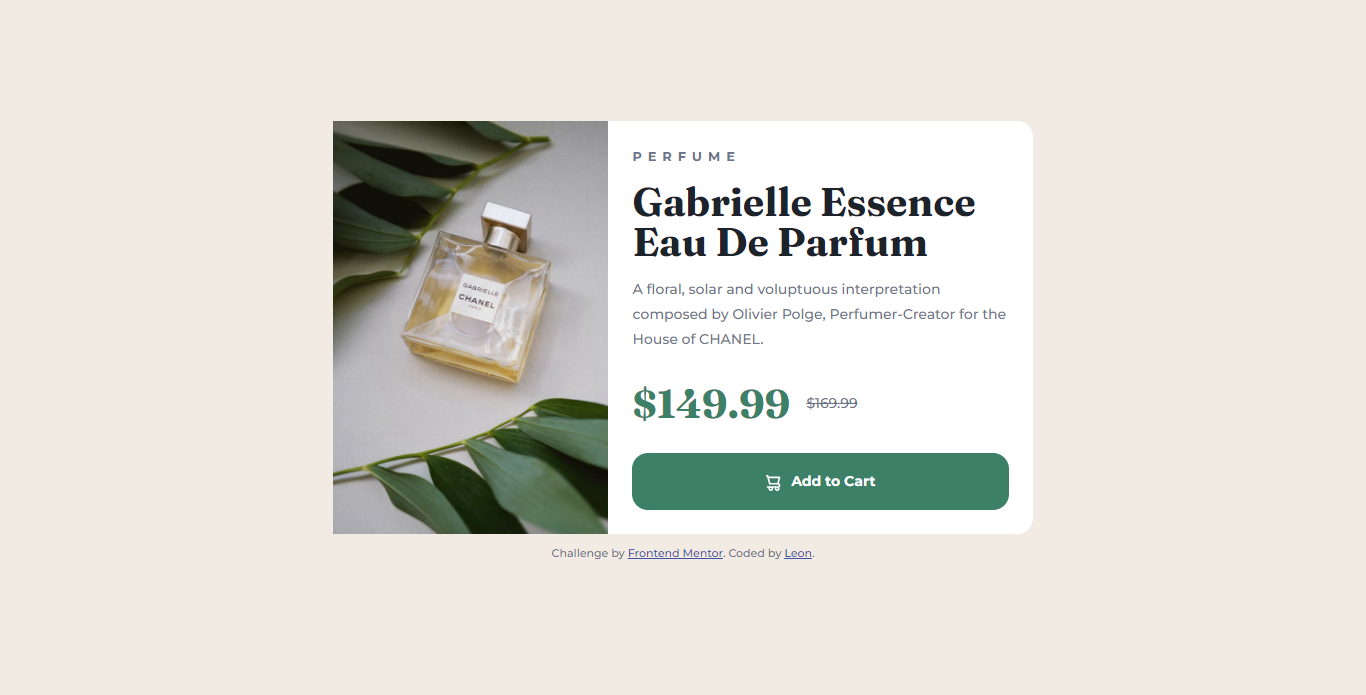 PERFUME
Gabrielle Essence
Eau De Parfum
A floral, solar and voluptuous interpretation
composed by Olivier Polge, Perfumer-Creator for the
House of CHANEL.
$149.99 $169.99
Add to Cart
GABRIELLE
CHANEL
Challenge by Frontend Mentor. Coded by Leon.